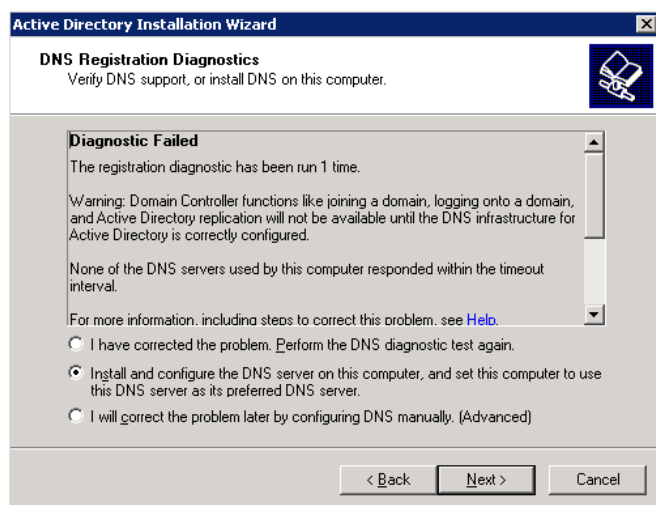 Active Directory Installation Wizard
DNS Registration Diagnostics
Verify DNS support, or install DNS on this computer.
Diagnostic Failed
The registration diagnostic has been run 1 time.
Warning: Domain Controller functions like joining a domain, logging onto a domain,
and Active Directory replication will not be available until the DNS infrastructure for
Active Directory is correctly configured.
None of the DNS servers used by this computer responded within the timeout
interval.
For more information, including steps to correct this problem, see Help.
I have corrected the problem. Perform the DNS diagnostic test again.
Install and configure the DNS server on this computer, and set this computer to use
this DNS server as its preferred DNS server.
I will correct the problem later by configuring DNS manually. (Advanced)
< Back
Next >
Cancel